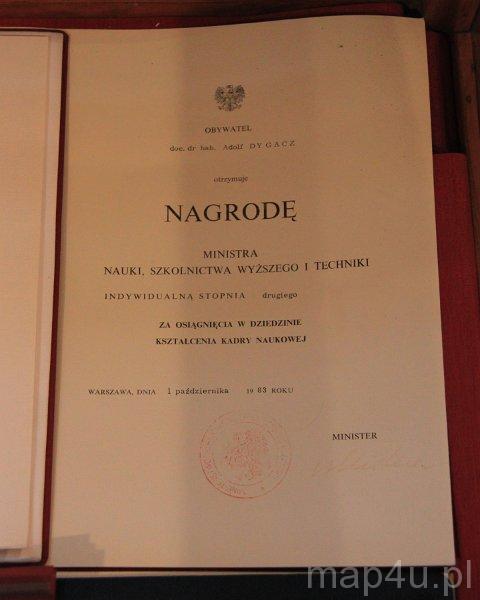 OBYWATEL
doc. dr hab. Adolf DYGACZ
otrzymuje
NAGRODĘ
MINISTRA
NAUKI, SZKOLNICTWA WYŻSZEGO I TECHNIKI
INDYWIDUALNĄ STOPNIA drugiego
ZA OSIĄGNIĘCIA W DZIEDZINIE
KSZTAŁCENIA KADRY NAUKOWEJ
WARSZAWA, DNIA 1 października 19 83 ROKU
MINISTER
map4u.pl